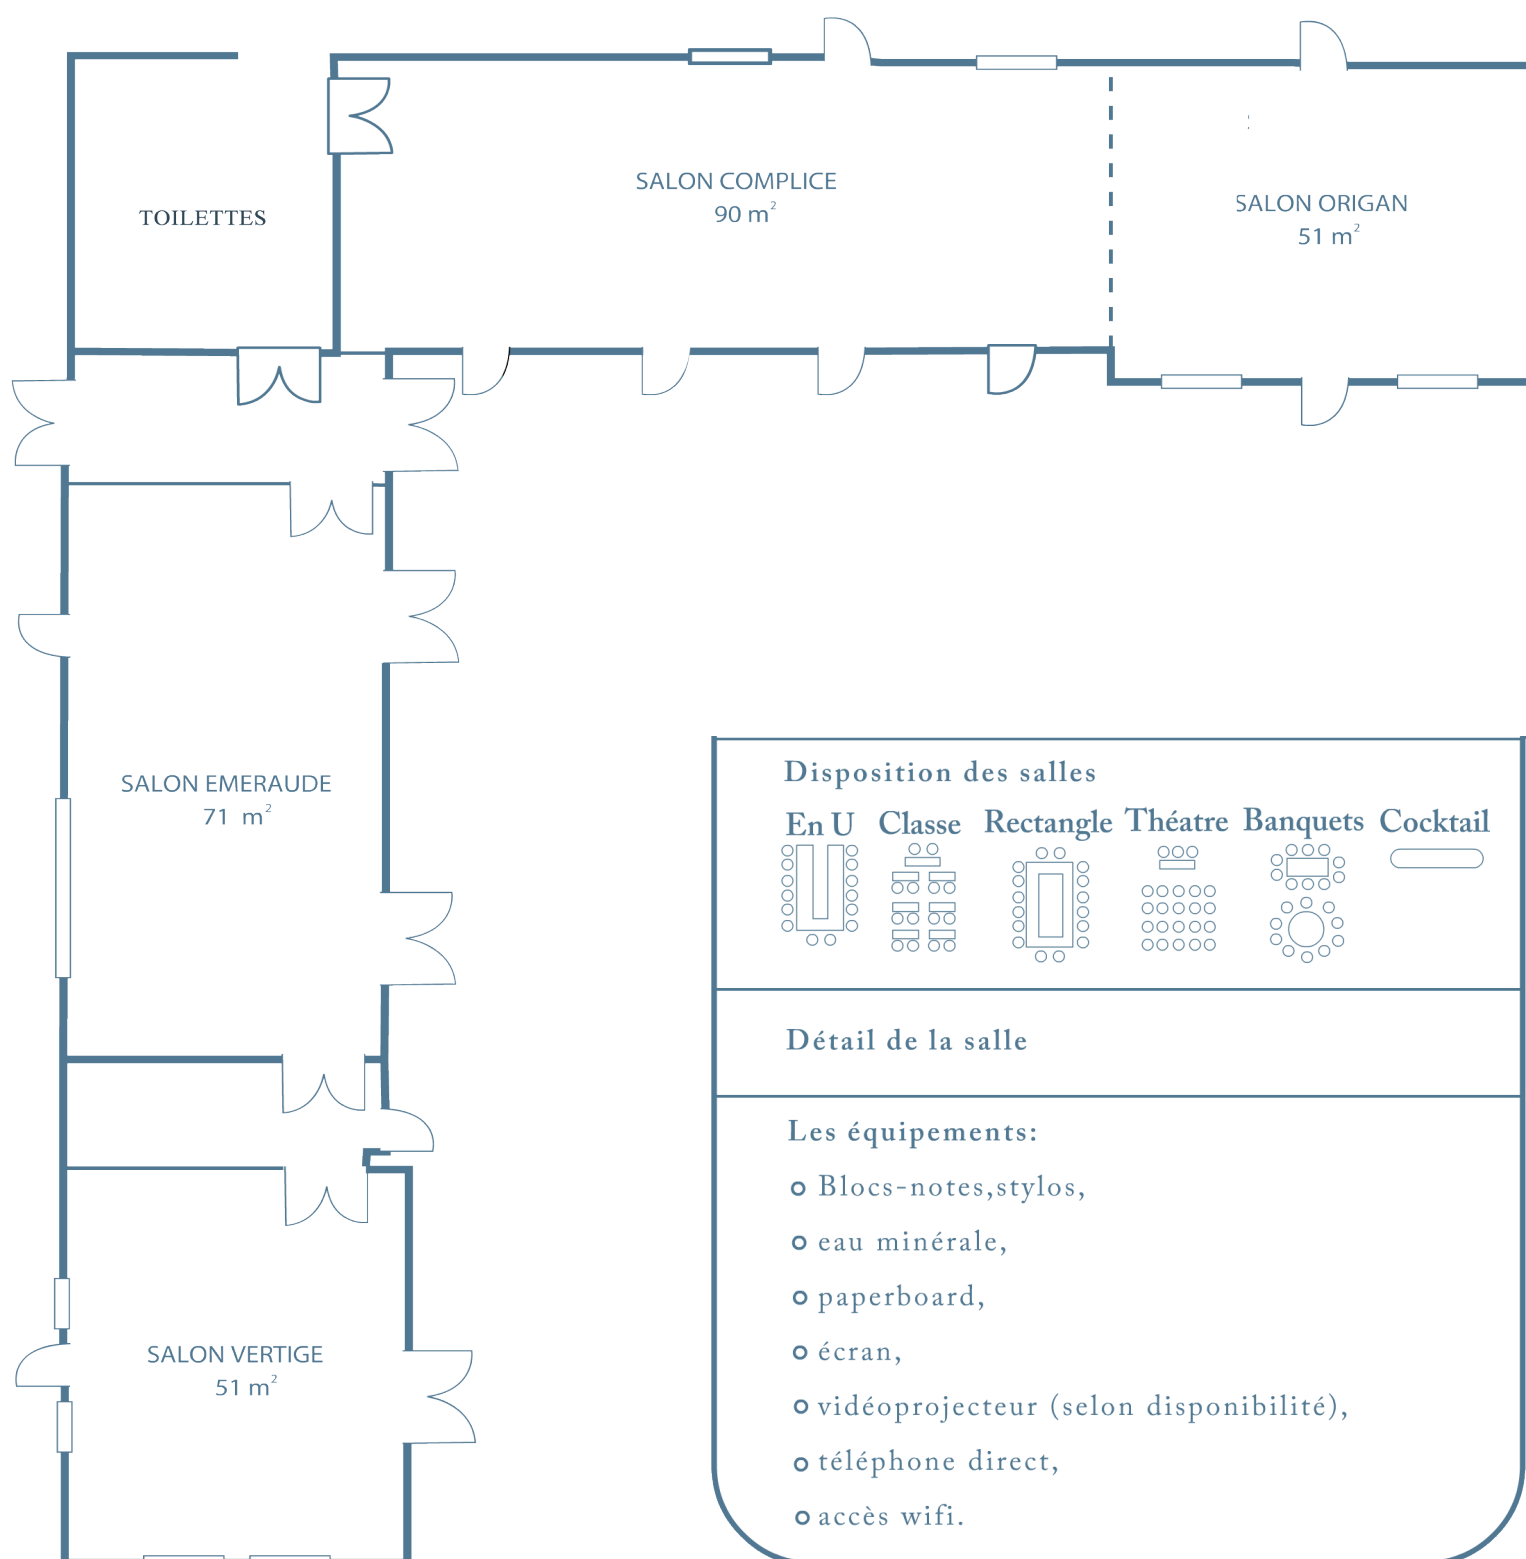 SALON COMPLICE
90 m²
SALON ORIGAN
51 m²
TOILETTES
SALON EMERAUDE
71 m²
SALON VERTIGE
51 m²
Disposition des salles
En U Classe Rectangle Théatre Banquets Cocktail
Détail de la salle
Les équipements:
Blocs-notes,stylos,
eau minérale,
paperboard,
écran,
vidéoprojecteur (selon disponibilité),
téléphone direct,
accès wifi.